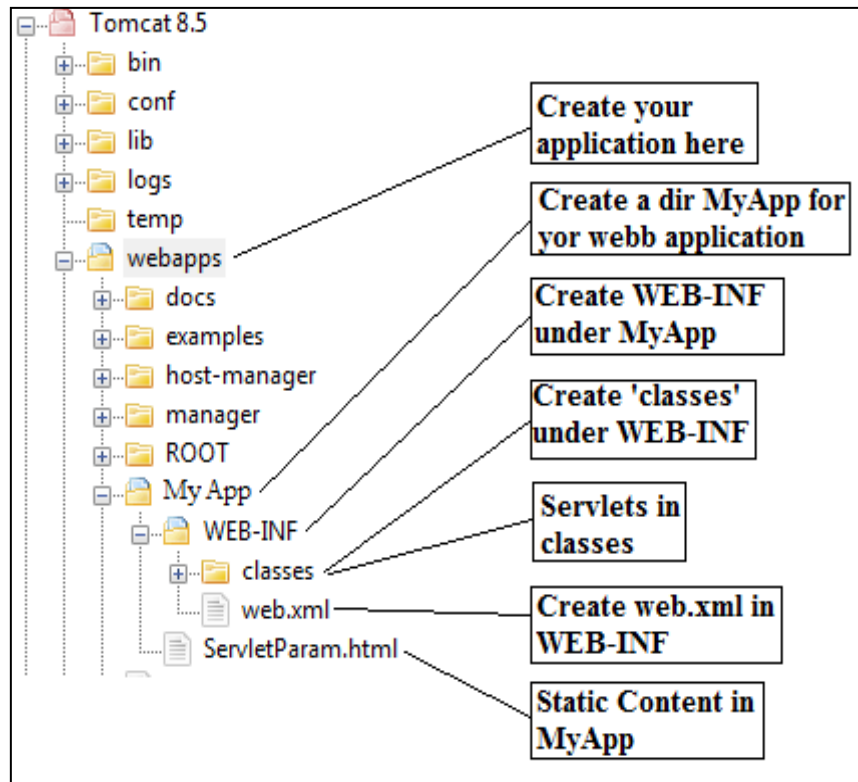 Tomcat 8.5
bin
conf
lib
logs
temp
webapps
docs
examples
host-manager
manager
ROOT
My App
WEB-INF
classes
web.xml
ServletParam.html
Create your
application here
Create a dir MyApp for
yor webb application
Create WEB-INF
under MyApp
Create 'classes'
under WEB-INF
Servlets in
classes
Create web.xml in
WEB-INF
Static Content in
MyApp